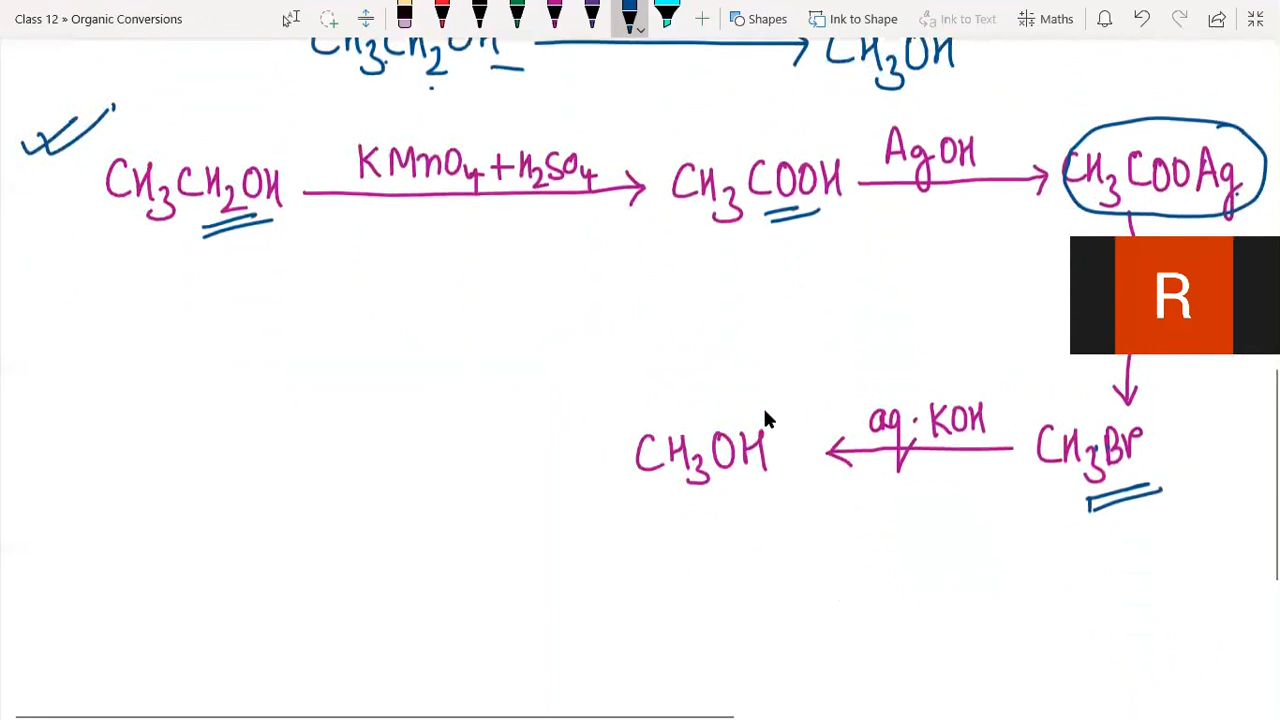 Class 12 » Organic Conversions Shapes Ink to Shape Ink to Text Maths
CH3CH2OH → CH3OH
CH3CH2OH KMnO4+H2SO4 → CH3COOH AgOH → CH3COOAg
R
CH3OH ← aq. KOH CH3Br